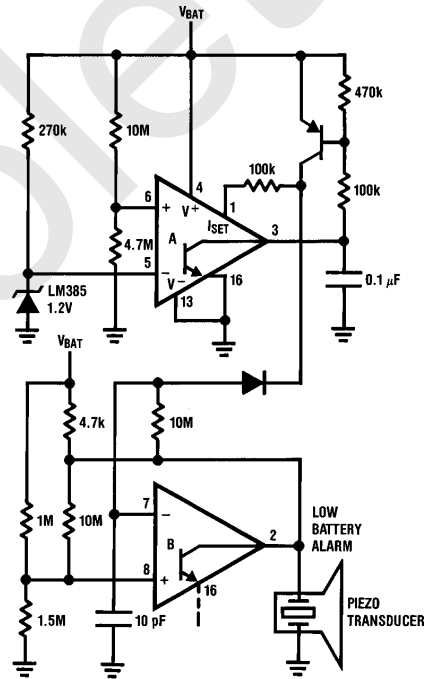 VBAT
270k
10M
470k
100k
100k
6
+
4
V+
1
ISET
3
4.7M
A
5
−
V−
16
13
LM385
1.2V
0.1 µF
VBAT
4.7k
10M
1M
10M
7
−
2
B
8
+
16
1.5M
10 pF
LOW
BATTERY
ALARM
PIEZO
TRANSDUCER